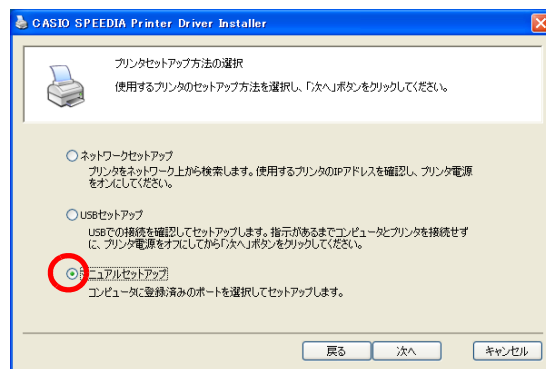 CASIO SPEEDIA Printer Driver Installer
プリンタセットアップ方法の選択
使用するプリンタのセットアップ方法を選択し、「次へ」ボタンをクリックしてください。
ネットワークセットアップ
プリンタをネットワーク上から検索します。使用するプリンタのIPアドレスを確認し、プリンタ電源
をオンにしてください。
USBセットアップ
USBでの接続を確認してセットアップします。指示があるまでコンピュータとプリンタを接続せず
に、プリンタ電源をオフにしてから「次へ」ボタンをクリックしてください。
マニュアルセットアップ
コンピュータに登録済みのポートを選択してセットアップします。
戻る 次へ キャンセル